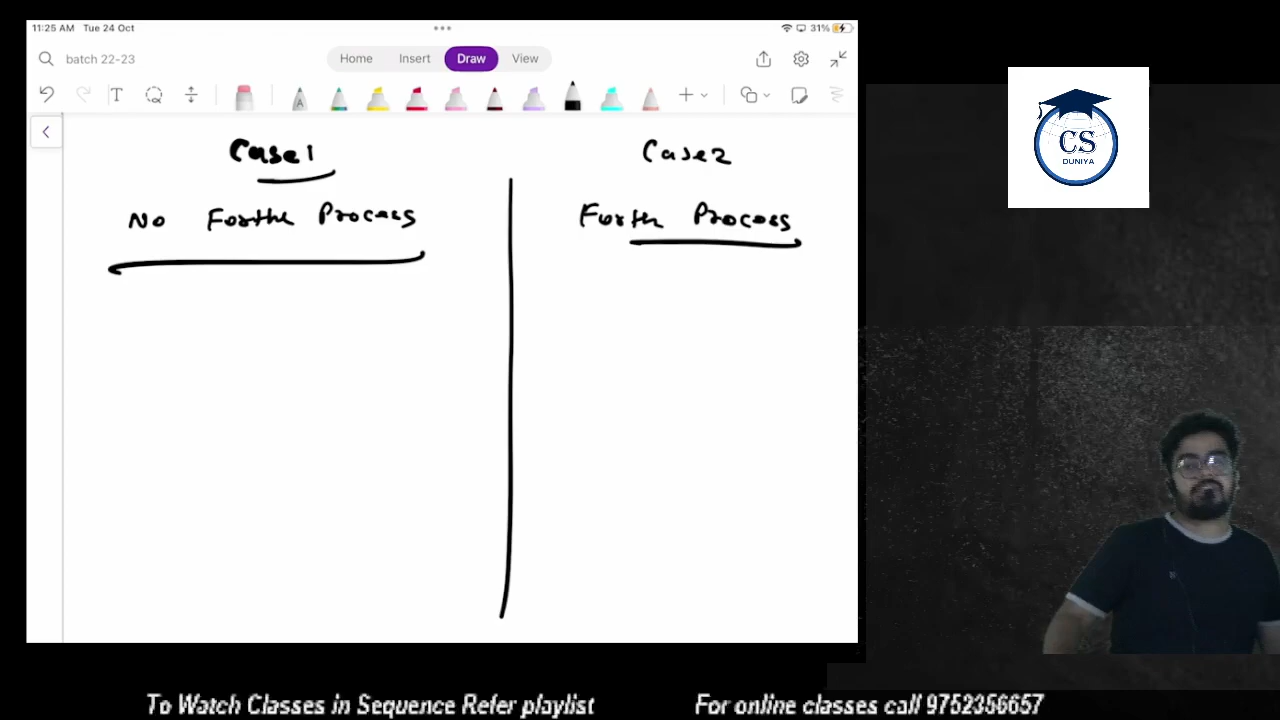 11:25 AM Tue 24 Oct
31%
batch 22-23
Home Insert Draw View
T
A
Case1
Case2
No Forthe Process
Forth Process
CS
DUNIYA
To Watch Classes in Sequence Refer playlist
For online classes call 9752356657